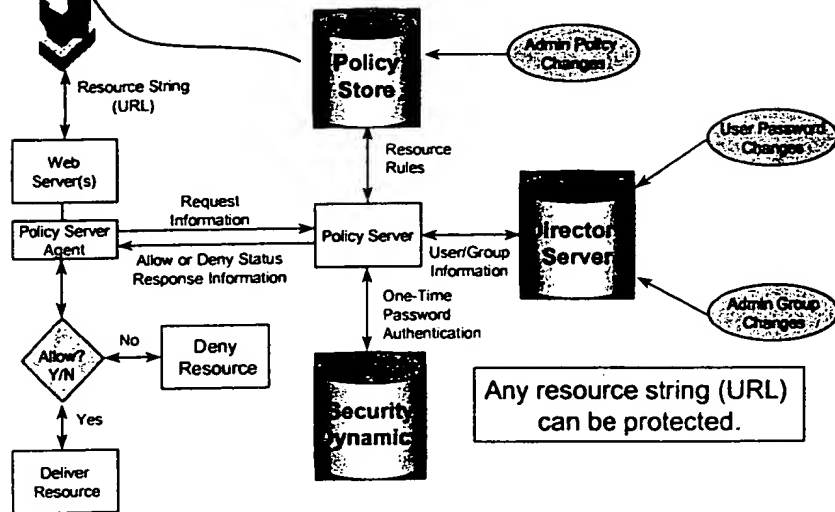 Resource String
(URL)
Web
Server(s)
Policy Server
Agent
Request
Information
Allow or Deny Status
Response Information
Allow?
Y/N
No
Deny
Resource
Yes
Deliver
Resource
Policy
Store
Admin Policy
Changes
Resource
Rules
Policy Server
User/Group
Information
Director
Server
User Password
Changes
Admin Group
Changes
One-Time
Password
Authentication
Security
Dynamic
Any resource string (URL)
can be protected.